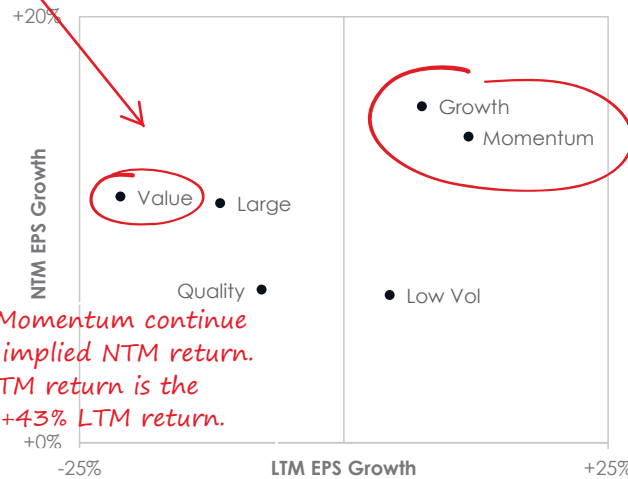 +20%
Growth
Momentum
NTM EPS Growth
Value
Large
Quality
Low Vol
Momentum continue
implied NTM return.
TM return is the
+43% LTM return.
+0%
-25%
LTM EPS Growth
+25%